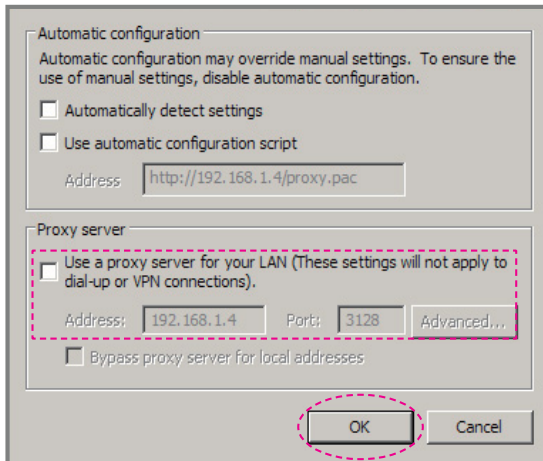 Automatic configuration
Automatic configuration may override manual settings.  To ensure the
use of manual settings, disable automatic configuration.
Automatically detect settings
Use automatic configuration script
Address http://192.168.1.4/proxy.pac
Proxy server
Use a proxy server for your LAN (These settings will not apply to
dial-up or VPN connections).
Address: 192.168.1.4 Port: 3128 Advanced...
Bypass proxy server for local addresses
OK Cancel